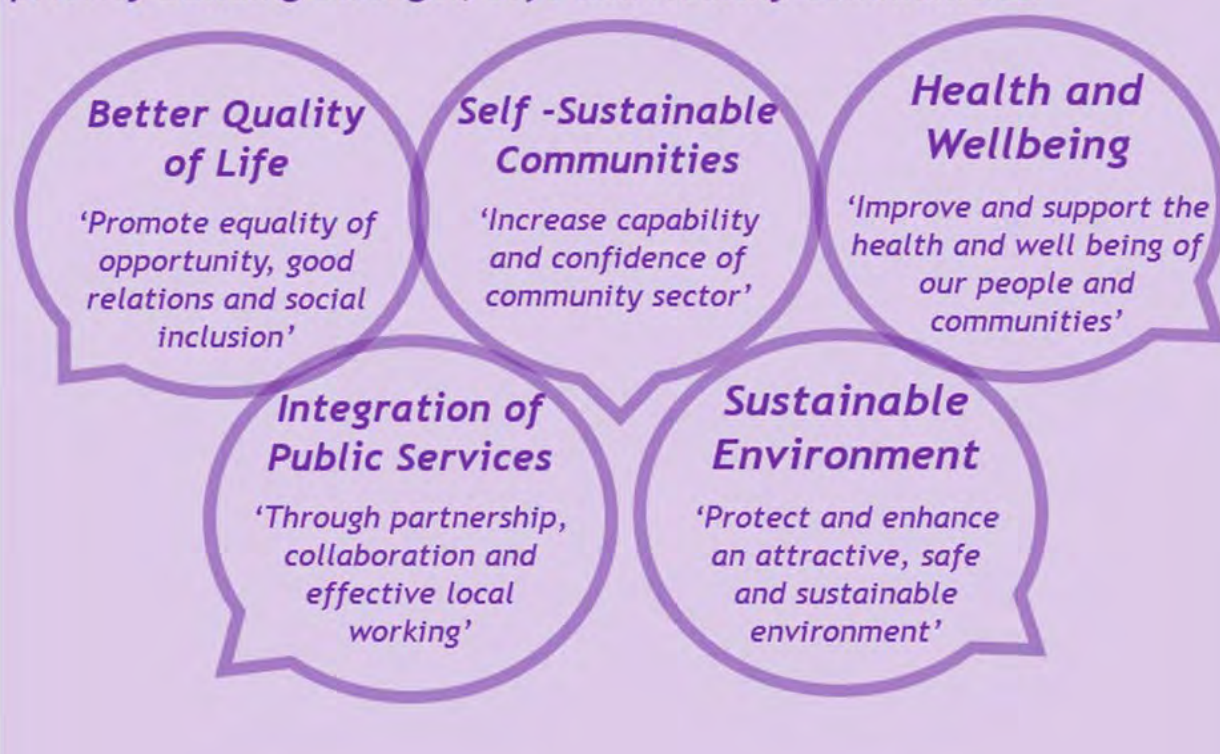 Better Quality
of Life
‘Promote equality of
opportunity, good
relations and social
inclusion’
Self -Sustainable
Communities
‘Increase capability
and confidence of
community sector’
Health and
Wellbeing
‘Improve and support the
health and well being of
our people and
communities’
Integration of
Public Services
‘Through partnership,
collaboration and
effective local
working’
Sustainable
Environment
‘Protect and enhance
an attractive, safe
and sustainable
environment’